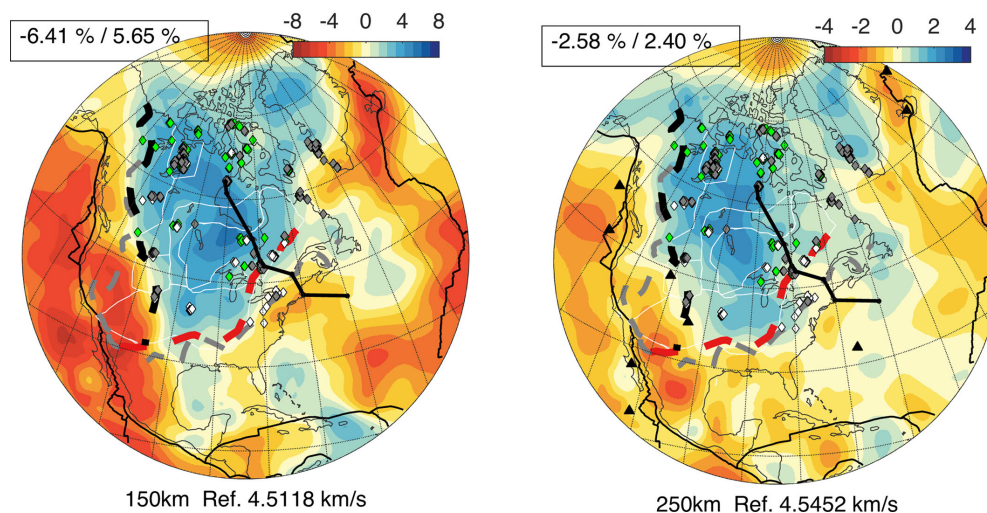 -6.41 % / 5.65 %
-8 -4 0 4 8
150km Ref. 4.5118 km/s
-2.58 % / 2.40 %
-4 -2 0 2 4
250km Ref. 4.5452 km/s